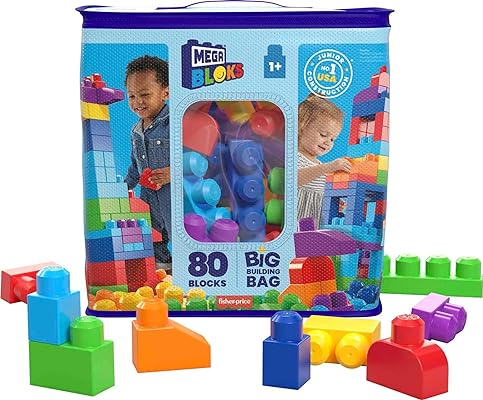 MEGA
BLOKS
1+
JUNIOR
NO. 1
USA
CONSTRUCTION
80
BLOCKS
BIG
BUILDING
BAG
fisher-price